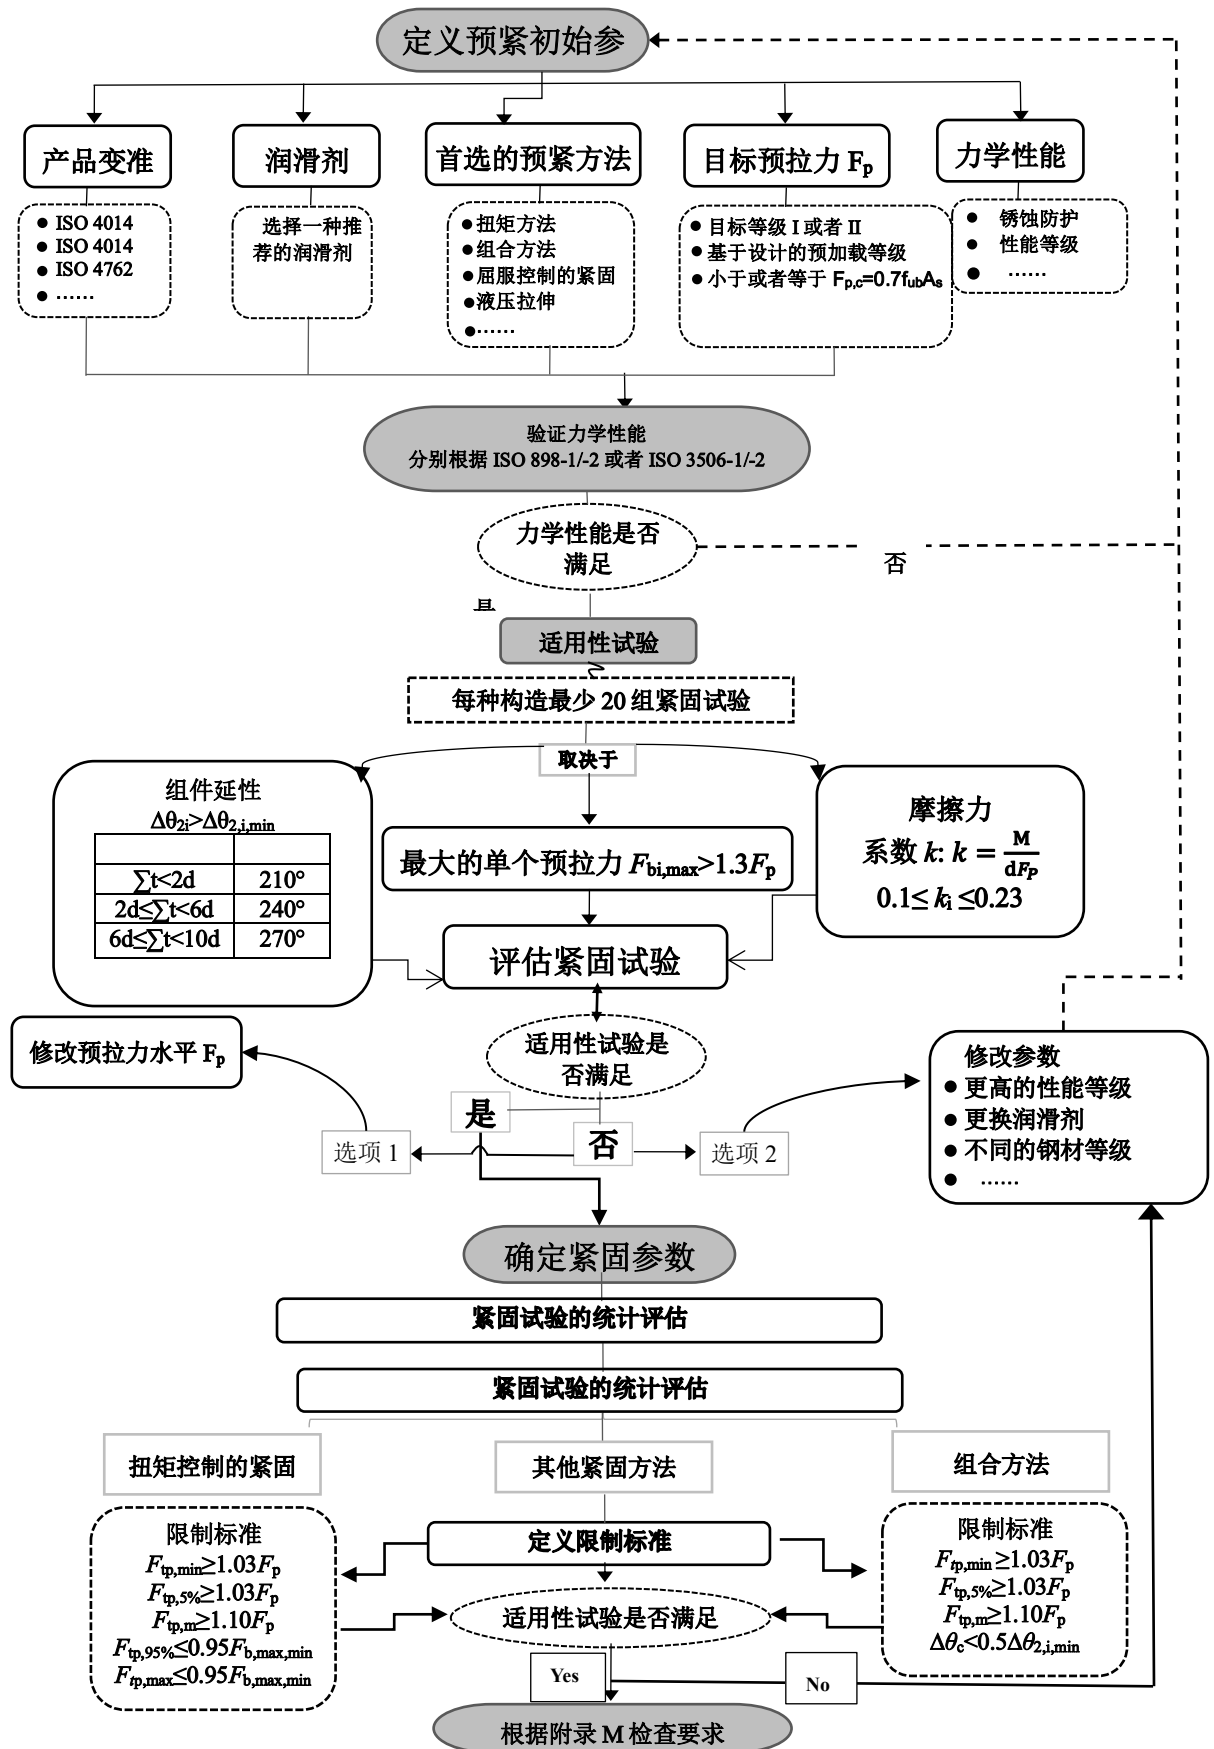 定义预紧初始参
产品变准
润滑剂
首选的预紧方法
目标预拉力 Fp
力学性能
● ISO 4014
● ISO 4014
● ISO 4762
● ……
选择一种推
荐的润滑剂
● 扭矩方法
● 组合方法
● 屈服控制的紧固
● 液压拉伸
● ……
● 目标等级 I 或者 II
● 基于设计的预加载等级
● 小于或者等于 Fp,c=0.7fubAs
● 锈蚀防护
● 性能等级
● ……
验证力学性能
分别根据 ISO 898-1/-2 或者 ISO 3506-1/-2
力学性能是否
满足
否
是
适用性试验
每种构造最少 20 组紧固试验
取决于
组件延性
Δθ2i>Δθ2,i,min
∑t<2d 210°
2d≤∑t<6d 240°
6d≤∑t<10d 270°
最大的单个预拉力 Fbi,max>1.3Fp
摩擦力
系数 k: k = M/dFP
0.1≤ ki ≤0.23
评估紧固试验
适用性试验是
否满足
修改预拉力水平 Fp
修改参数
● 更高的性能等级
● 更换润滑剂
● 不同的钢材等级
● ……
是
否
选项 1
选项 2
确定紧固参数
紧固试验的统计评估
紧固试验的统计评估
扭矩控制的紧固
其他紧固方法
组合方法
限制标准
Ftp,min≥1.03Fp
Ftp,5%≥1.03Fp
Ftp,m≥1.10Fp
Ftp,95%≤0.95Fb,max,min
Ftp,max≤0.95Fb,max,min
定义限制标准
适用性试验是否满足
限制标准
Ftp,min ≥1.03Fp
Ftp,5%≥1.03Fp
Ftp,m≥1.10Fp
Δθc<0.5Δθ2,i,min
Yes
No
根据附录 M 检查要求